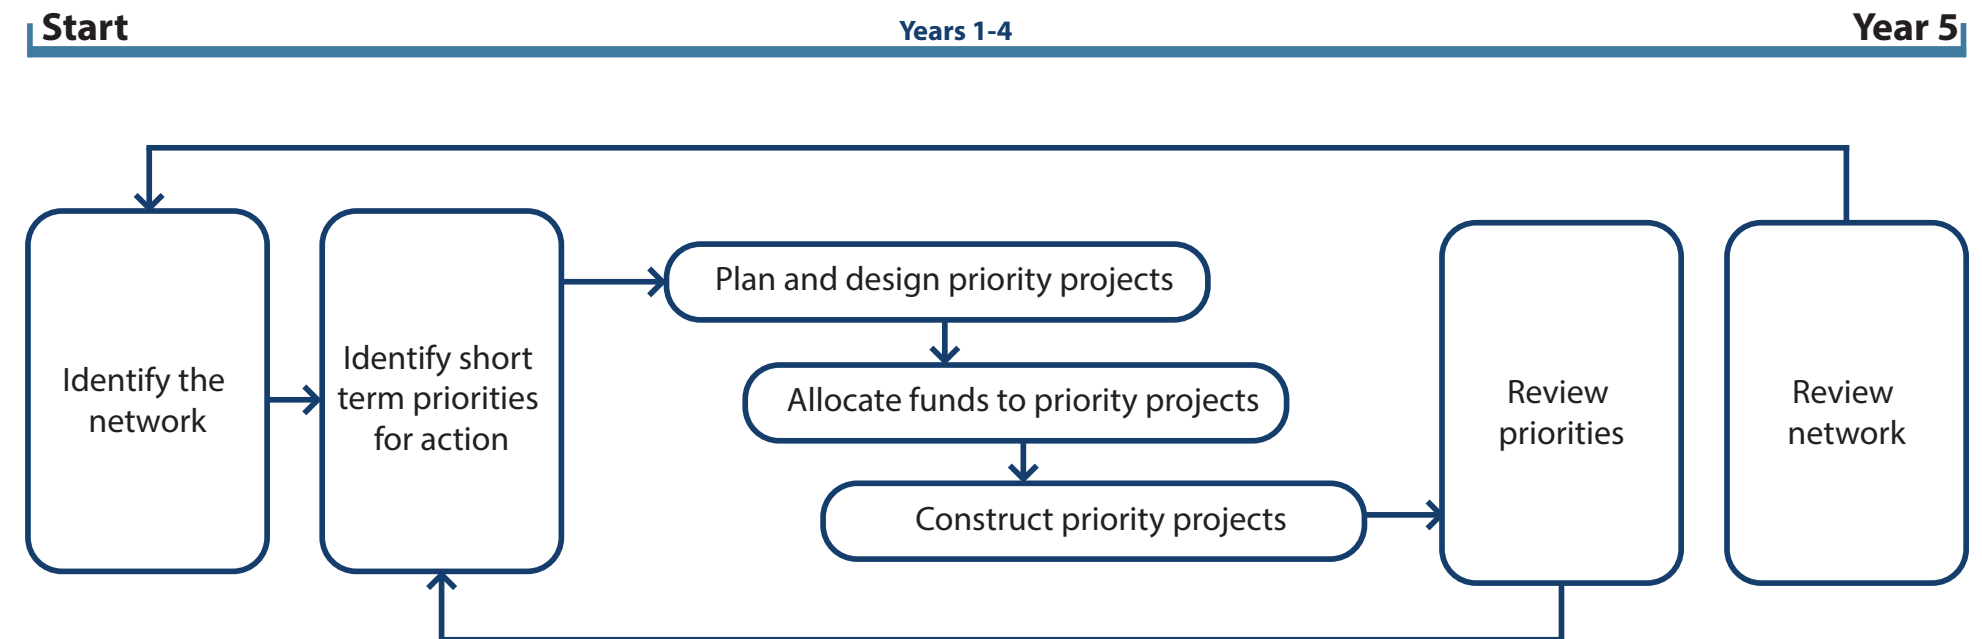 Start
Years 1-4
Year 5
Identify the
network
Identify short
term priorities
for action
Plan and design priority projects
Allocate funds to priority projects
Construct priority projects
Review
priorities
Review
network